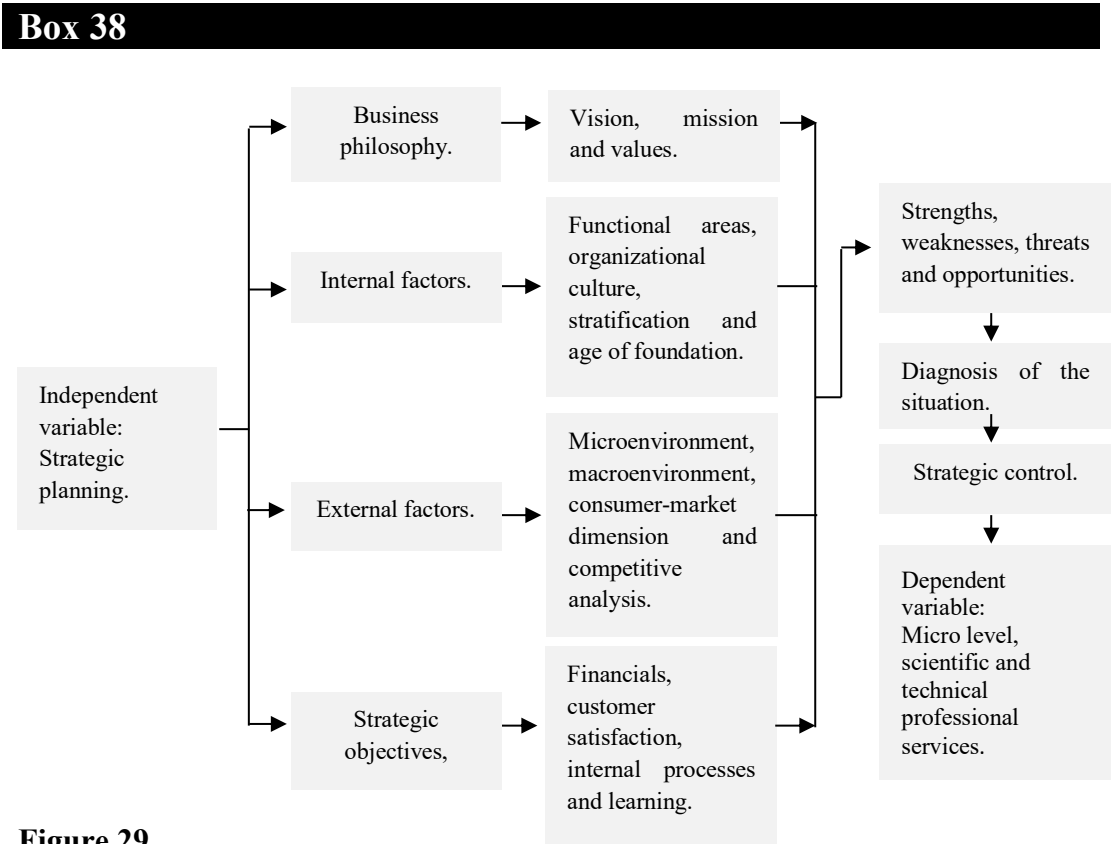 Box 38
Independent
variable:
Strategic
planning.
Business
philosophy.
Internal factors.
External factors.
Strategic
objectives,
Vision, mission
and values.
Functional areas,
organizational
culture,
stratification and
age of foundation.
Microenvironment,
macroenvironment,
consumer-market
dimension and
competitive
analysis.
Financials,
customer
satisfaction,
internal processes
and learning.
Strengths,
weaknesses, threats
and opportunities.
Diagnosis of the
situation.
Strategic control.
Dependent
variable:
Micro level,
scientific and
technical
professional
services.
Figure 29